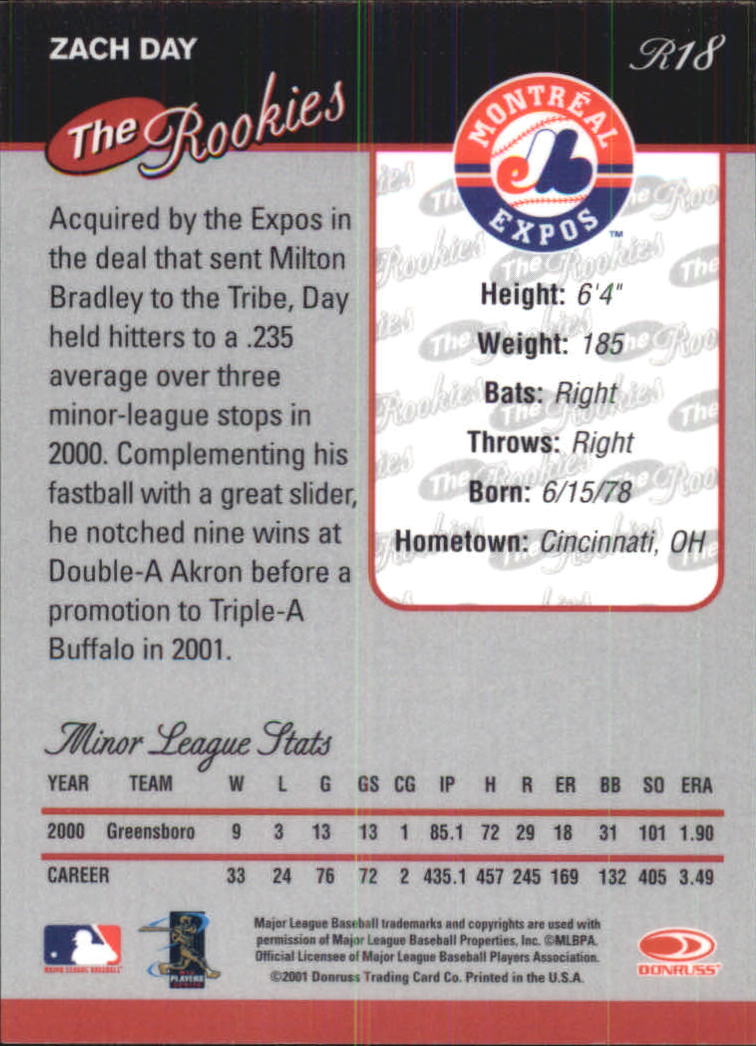 ZACH DAY
R18
The Rookies
MONTRÉAL
EXPOS
TM
Acquired by the Expos in
the deal that sent Milton
Bradley to the Tribe, Day
held hitters to a .235
average over three
minor-league stops in
2000. Complementing his
fastball with a great slider,
he notched nine wins at
Double-A Akron before a
promotion to Triple-A
Buffalo in 2001.
Height: 6'4"
Weight: 185
Bats: Right
Throws: Right
Born: 6/15/78
Hometown: Cincinnati, OH
Minor League Stats
YEAR TEAM W L G GS CG IP H R ER BB SO ERA
2000 Greensboro 9 3 13 13 1 85.1 72 29 18 31 101 1.90
CAREER 33 24 76 72 2 435.1 457 245 169 132 405 3.49
MAJOR LEAGUE BASEBALL
PLAYERS
Major League Baseball trademarks and copyrights are used with
permission of Major League Baseball Properties, Inc. ©MLBPA.
Official Licensee of Major League Baseball Players Association.
©2001 Donruss Trading Card Co. Printed in the U.S.A.
DONRUSS